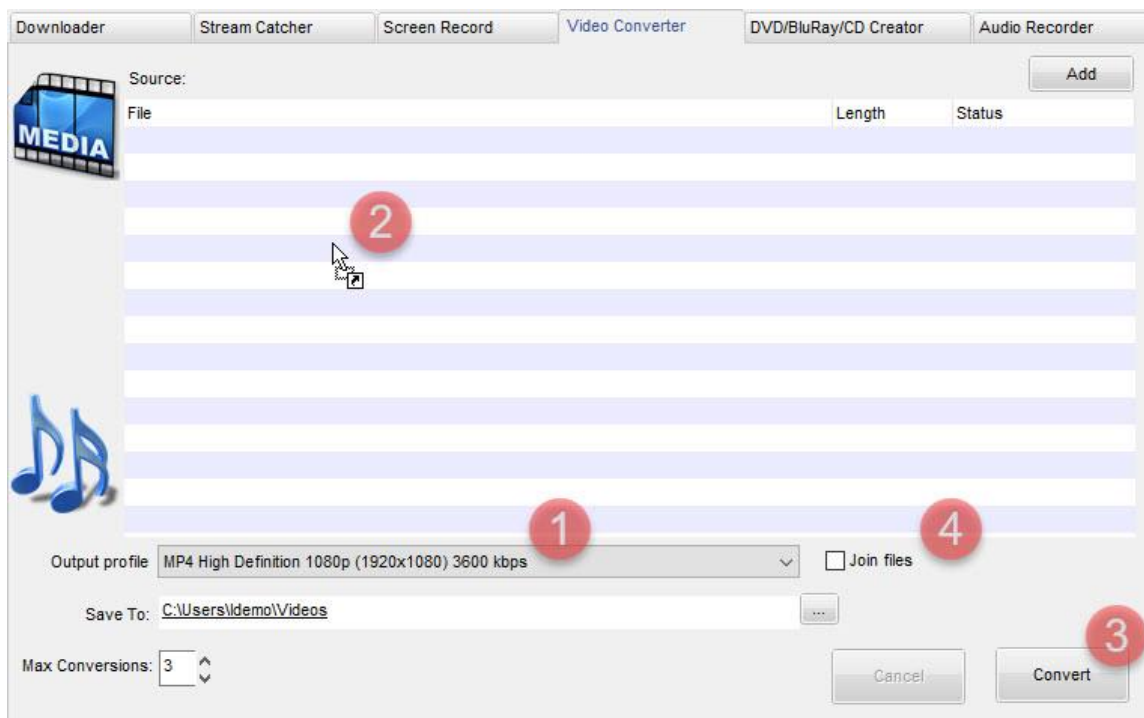 Downloader Stream Catcher Screen Record Video Converter DVD/BluRay/CD Creator Audio Recorder
MEDIA
Source: Add
File Length Status
2
1
4
Output profile MP4 High Definition 1080p (1920x1080) 3600 kbps Join files
Save To: C:\Users\ldemo\Videos ...
3
Max Conversions: 3 Cancel Convert